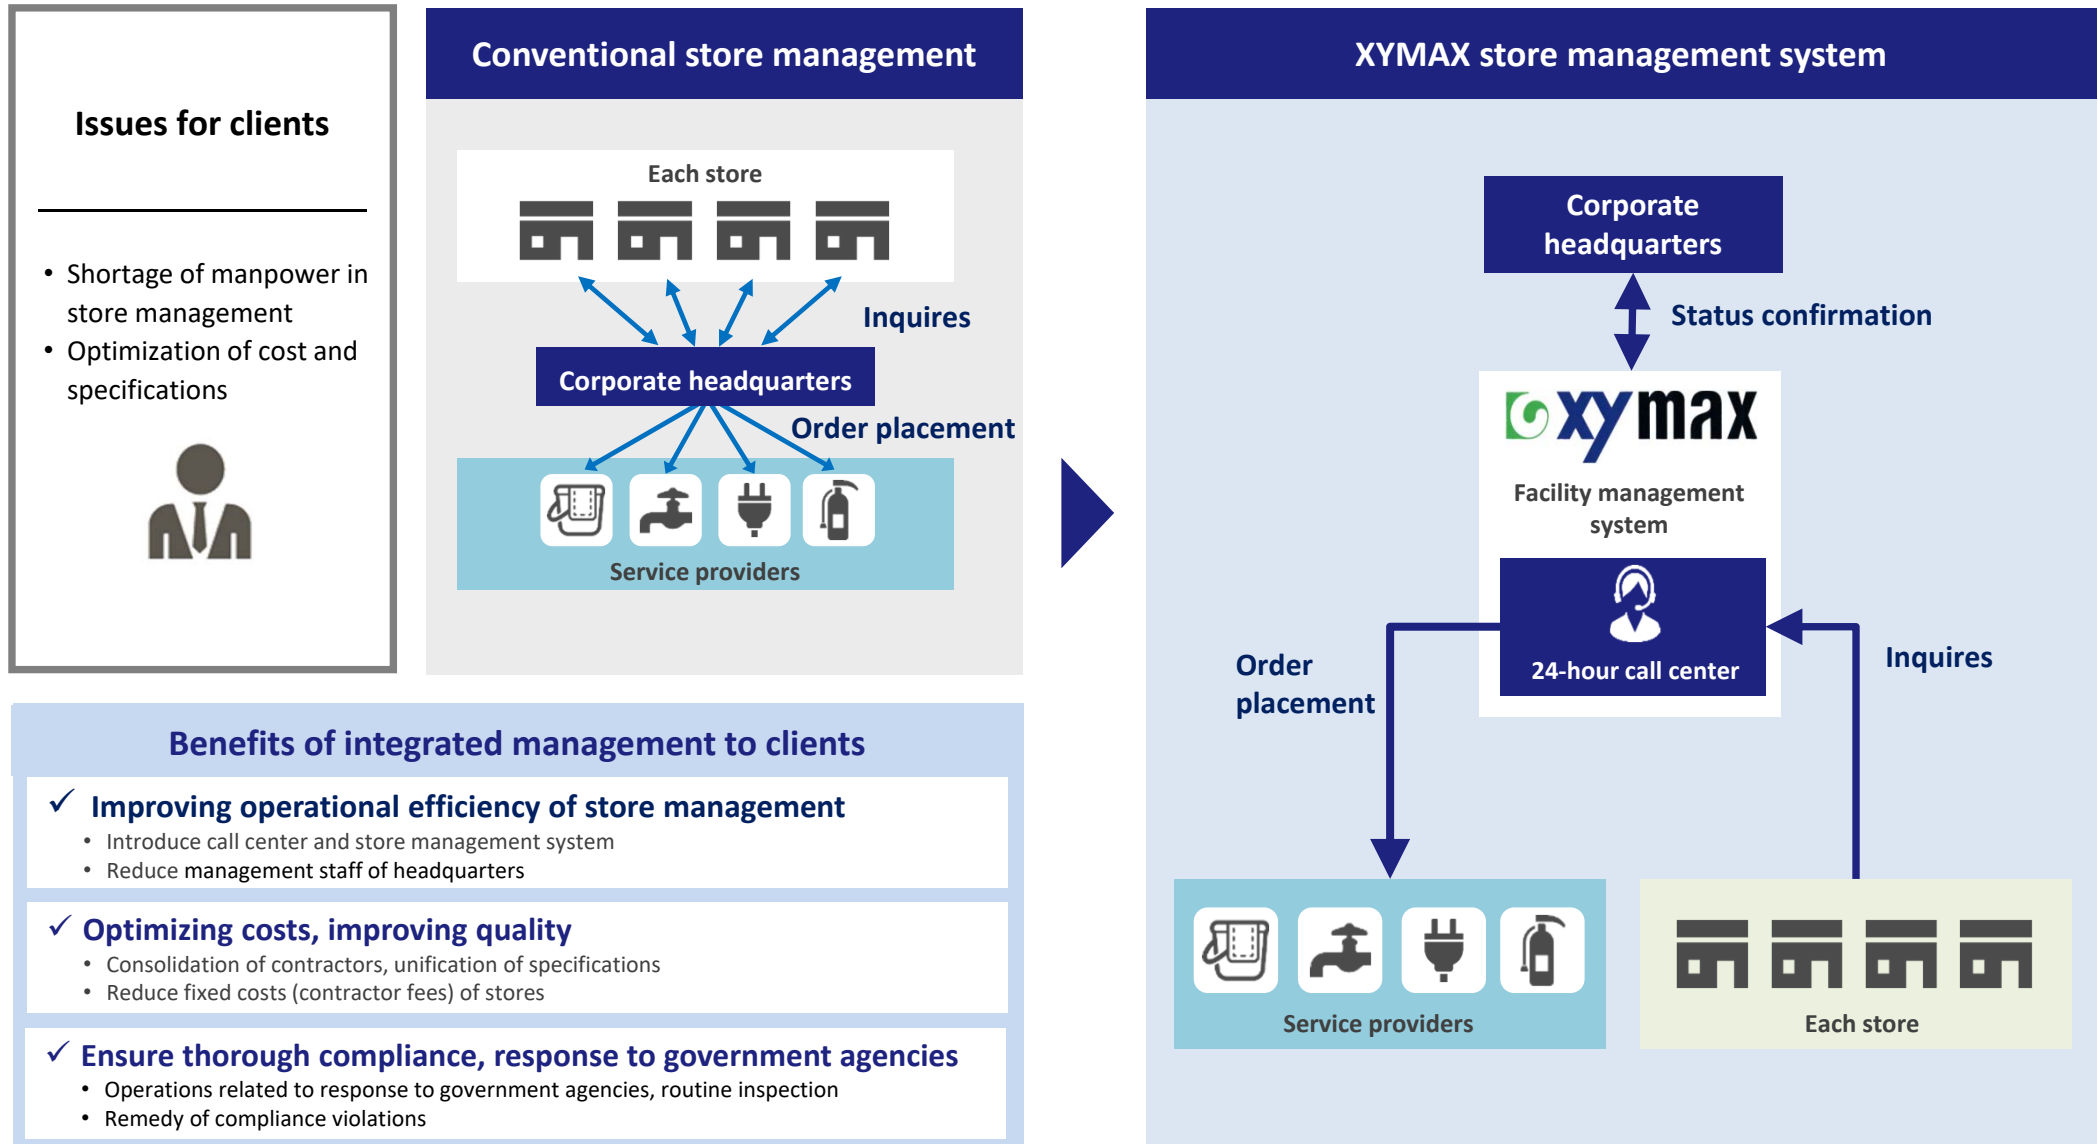 Issues for clients
• Shortage of manpower in
store management
• Optimization of cost and
specifications
Conventional store management
Each store
Inquires
Corporate headquarters
Order placement
Service providers
XYMAX store management system
Corporate
headquarters
Status confirmation
xymax
Facility management
system
24-hour call center
Order
placement
Inquires
Service providers
Each store
Benefits of integrated management to clients
✓ Improving operational efficiency of store management
• Introduce call center and store management system
• Reduce management staff of headquarters
✓ Optimizing costs, improving quality
• Consolidation of contractors, unification of specifications
• Reduce fixed costs (contractor fees) of stores
✓ Ensure thorough compliance, response to government agencies
• Operations related to response to government agencies, routine inspection
• Remedy of compliance violations